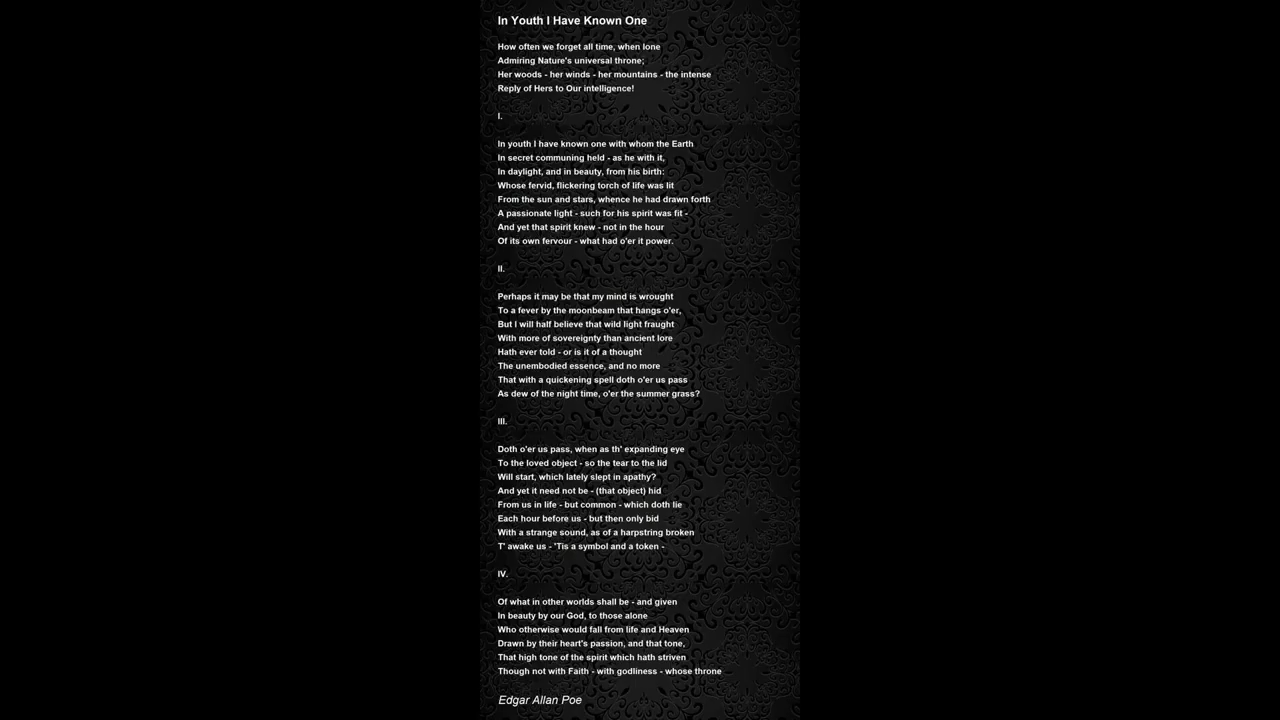 In Youth I Have Known One
How often we forget all time, when lone
Admiring Nature's universal throne;
Her woods - her winds - her mountains - the intense
Reply of Hers to Our intelligence!
I.
In youth I have known one with whom the Earth
In secret communing held - as he with it,
In daylight, and in beauty, from his birth:
Whose fervid, flickering torch of life was lit
From the sun and stars, whence he had drawn forth
A passionate light - such for his spirit was fit -
And yet that spirit knew - not in the hour
Of its own fervour - what had o'er it power.
II.
Perhaps it may be that my mind is wrought
To a fever by the moonbeam that hangs o'er,
But I will half believe that wild light fraught
With more of sovereignty than ancient lore
Hath ever told - or is it of a thought
The unembodied essence, and no more
That with a quickening spell doth o'er us pass
As dew of the night time, o'er the summer grass?
III.
Doth o'er us pass, when as th' expanding eye
To the loved object - so the tear to the lid
Will start, which lately slept in apathy?
And yet it need not be - (that object) hid
From us in life - but common - which doth lie
Each hour before us - but then only bid
With a strange sound, as of a harpstring broken
T' awake us - 'Tis a symbol and a token -
IV.
Of what in other worlds shall be - and given
In beauty by our God, to those alone
Who otherwise would fall from life and Heaven
Drawn by their heart's passion, and that tone,
That high tone of the spirit which hath striven
Though not with Faith - with godliness - whose throne
Edgar Allan Poe